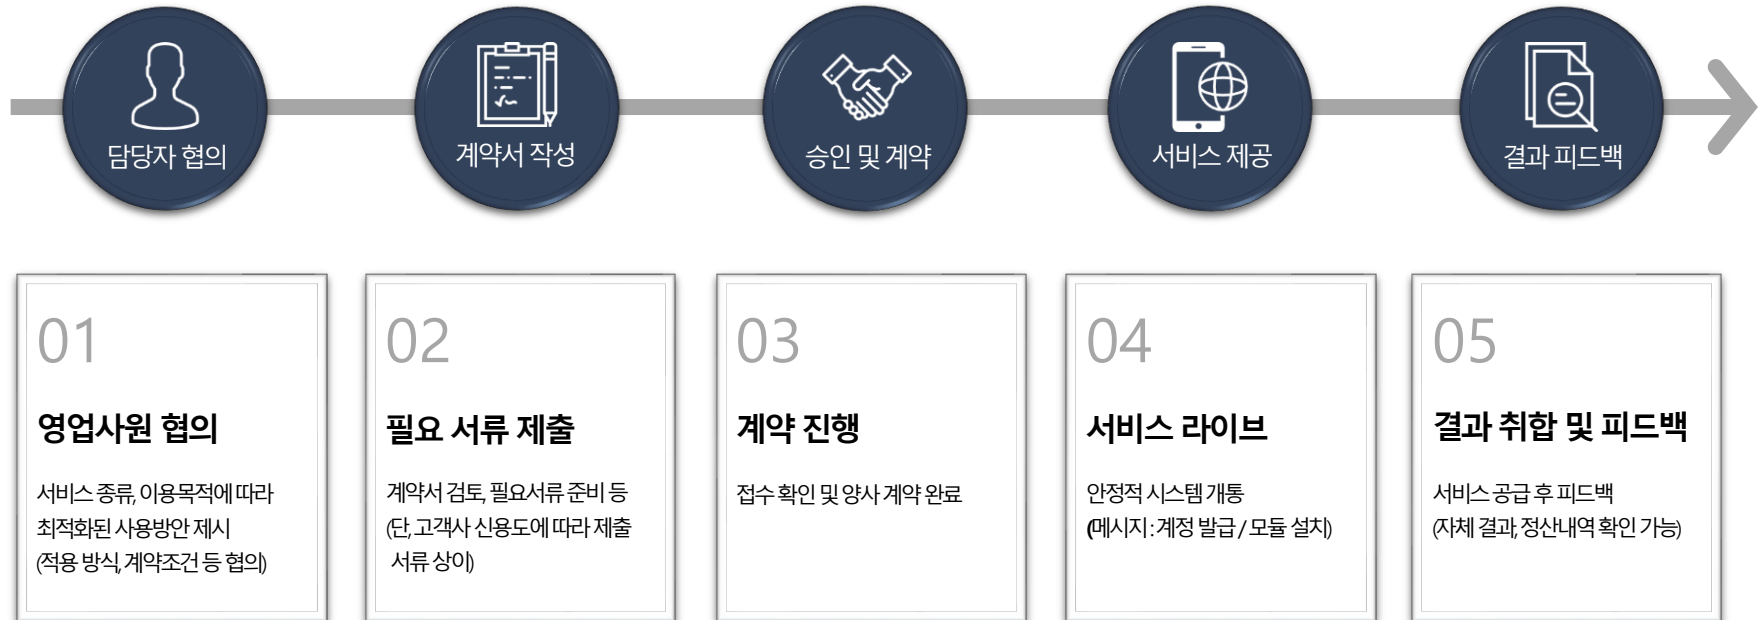 담당자 협의
계약서 작성
승인 및 계약
서비스 제공
결과 피드백
01
영업사원 협의
서비스 종류, 이용목적에 따라
최적화된 사용방안 제시
(적용 방식, 계약조건 등 협의)
02
필요 서류 제출
계약서 검토, 필요서류 준비 등
(단, 고객사 신용도에 따라 제출
서류 상이)
03
계약 진행
접수 확인 및 양사 계약 완료
04
서비스 라이브
안정적 시스템 개통
(메시지 : 계정 발급 / 모듈 설치)
05
결과 취합 및 피드백
서비스 공급 후 피드백
(자체 결과, 정산내역 확인 가능)